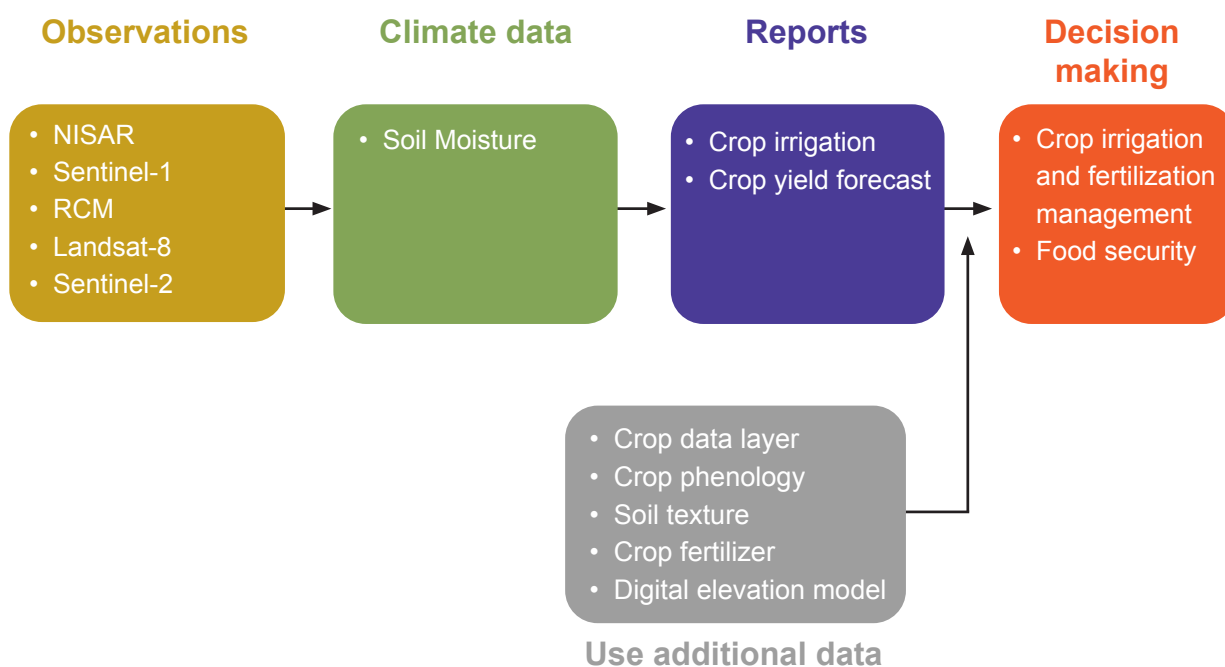 Observations
• NISAR
• Sentinel-1
• RCM
• Landsat-8
• Sentinel-2
Climate data
• Soil Moisture
Reports
• Crop irrigation
• Crop yield forecast
Decision
making
• Crop irrigation
and fertilization
management
• Food security
• Crop data layer
• Crop phenology
• Soil texture
• Crop fertilizer
• Digital elevation model
Use additional data